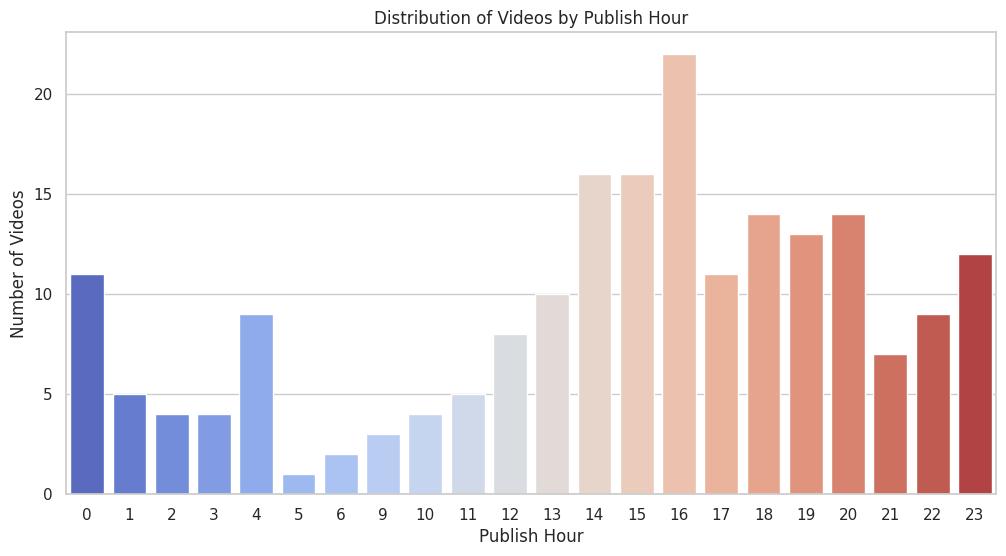 Distribution of Videos by Publish Hour
Number of Videos
20
15
10
5
0
0 1 2 3 4 5 6 9 10 11 12 13 14 15 16 17 18 19 20 21 22 23
Publish Hour